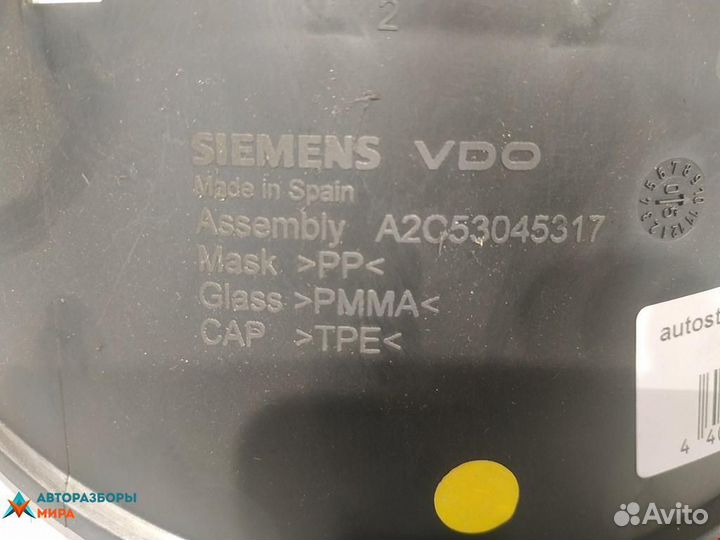 2
SIEMENS VDO
Made in Spain
Assembly A2C53045317
Mask >PP<
Glass >PMMA<
CAP >TPE<
autost
АВТОРАЗБОРЫ
МИРА
Avito